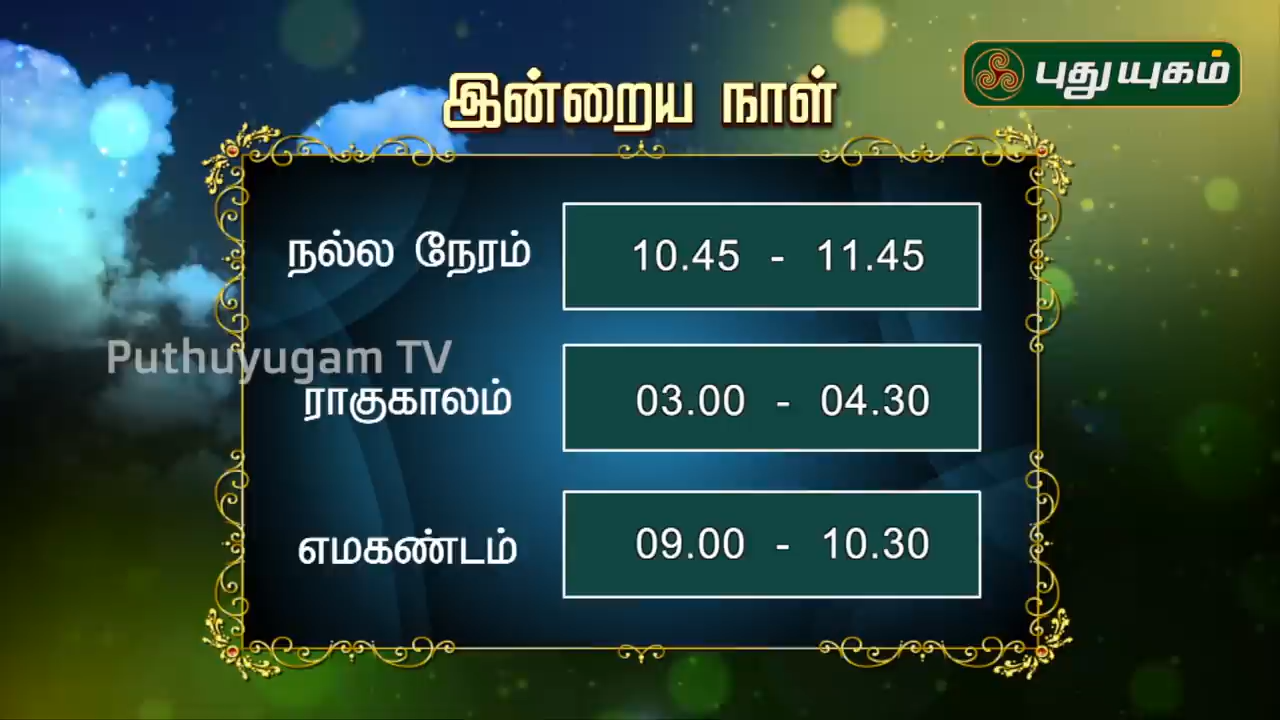 இன்றைய நாள்
புதுயுகம்
நல்ல நேரம் 10.45 - 11.45
Puthuyugam TV
ராகுகாலம் 03.00 - 04.30
எமகண்டம் 09.00 - 10.30